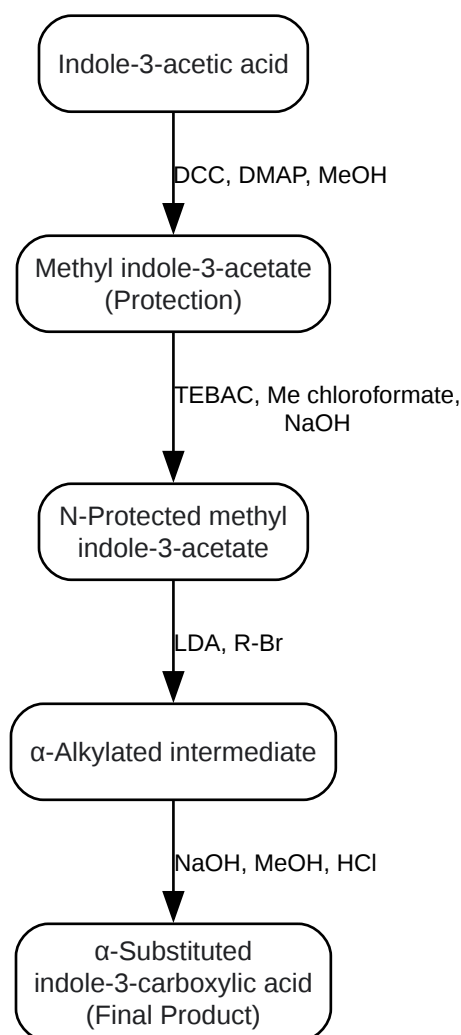 Indole-3-acetic acid
DCC, DMAP, MeOH
Methyl indole-3-acetate
(Protection)
TEBAC, Me chloroformate,
NaOH
N-Protected methyl
indole-3-acetate
LDA, R-Br
α-Alkylated intermediate
NaOH, MeOH, HCl
α-Substituted
indole-3-carboxylic acid
(Final Product)